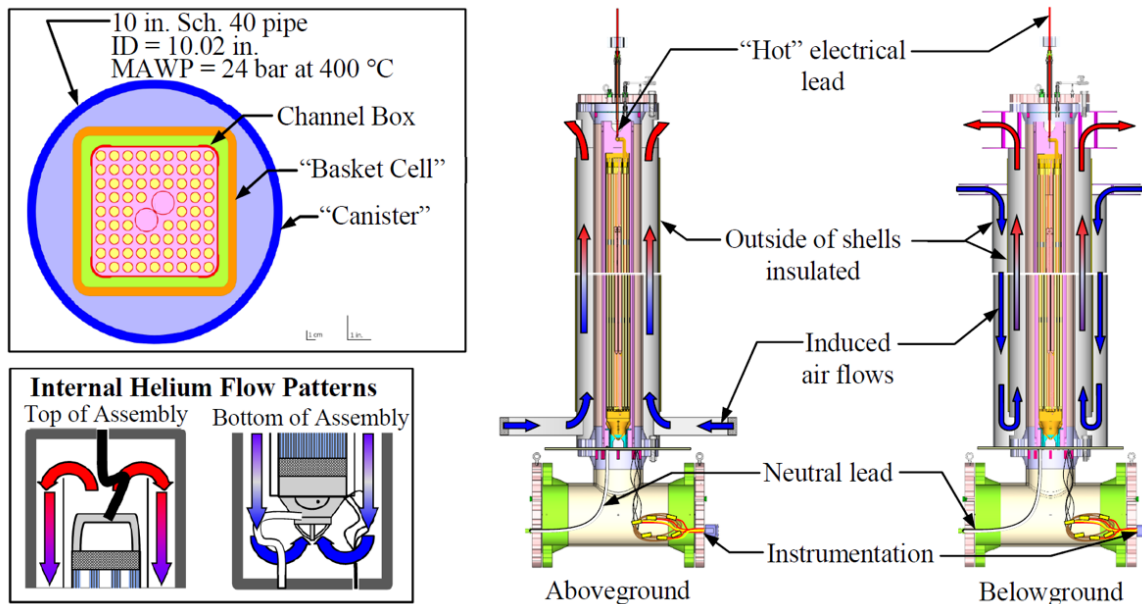 10 in. Sch. 40 pipe
ID = 10.02 in.
MAWP = 24 bar at 400 °C
Channel Box
“Basket Cell”
“Canister”
1 cm
1 in.
Internal Helium Flow Patterns
Top of Assembly
Bottom of Assembly
“Hot” electrical
lead
Outside of shells
insulated
Induced
air flows
Neutral lead
Instrumentation
Aboveground
Belowground